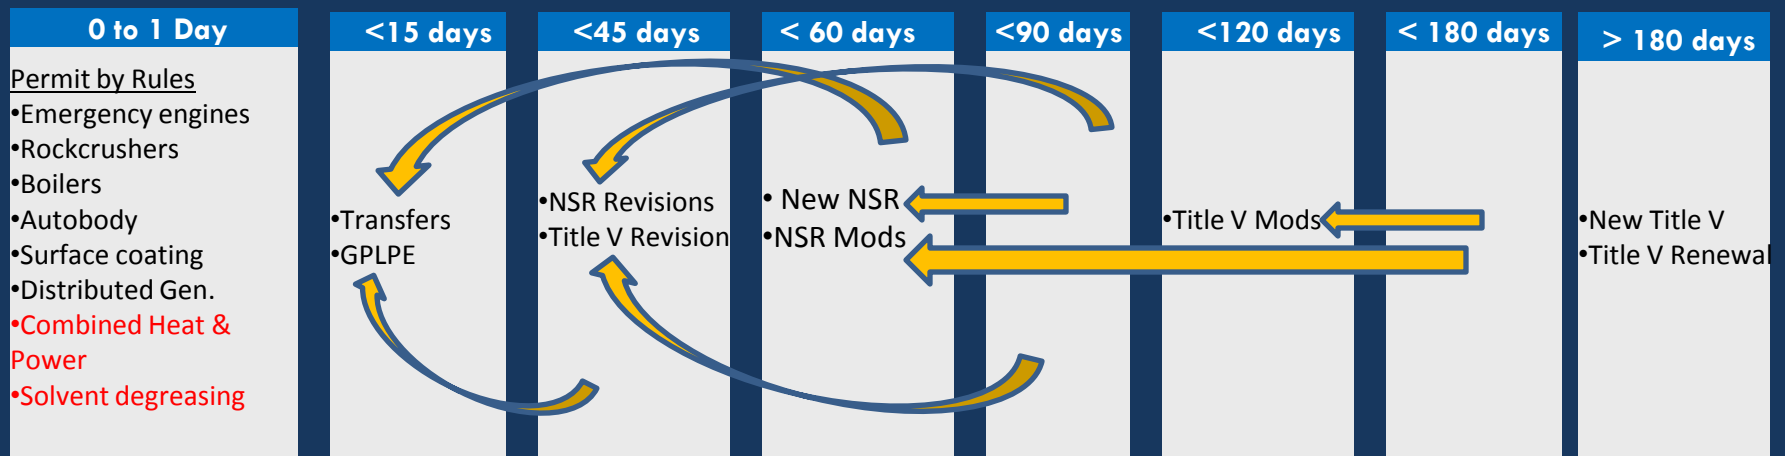 0 to 1 Day
Permit by Rules
•Emergency engines
•Rockcrushers
•Boilers
•Autobody
•Surface coating
•Distributed Gen.
•Combined Heat &
Power
•Solvent degreasing
<15 days
•Transfers
•GPLPE
<45 days
•NSR Revisions
•Title V Revision
< 60 days
• New NSR
•NSR Mods
<90 days
<120 days
•Title V Mods
< 180 days
> 180 days
•New Title V
•Title V Renewal